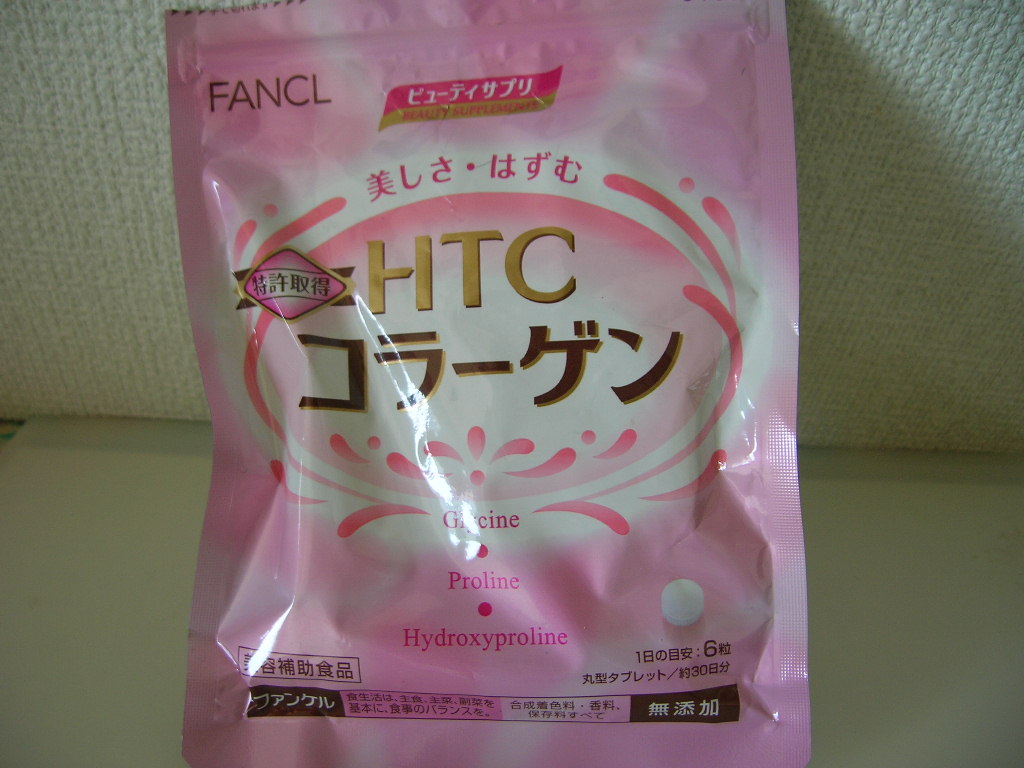 FANCL
ビューティサプリ
BEAUTY SUPPLEMENTS
美しさ・はずむ
特許取得
HTC
コラーゲン
Glycine
Proline
Hydroxyproline
1日の目安：6粒
丸型タブレット／約30日分
美容補助食品
ファンケル
食生活は、主食、主菜、副菜を
基本に、食事のバランスを。
合成着色料・香料、
保存料すべて
無添加